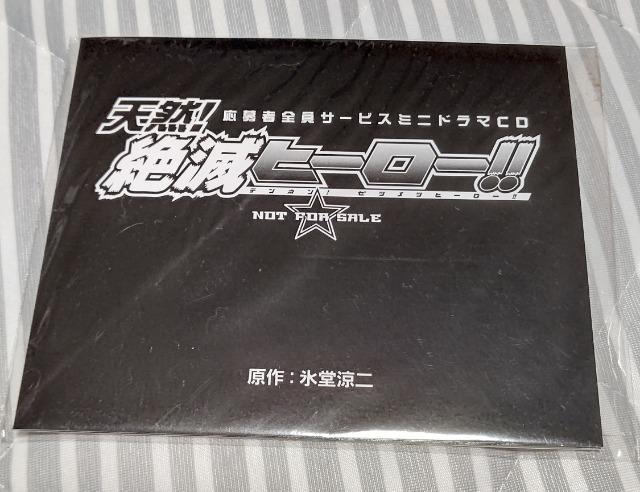 応募者全員サービスミニドラマCD
天然!
絶滅ヒーロー!!
テンネン! ゼツメツヒーロー!!
NOT FOR SALE
原作:氷堂涼二